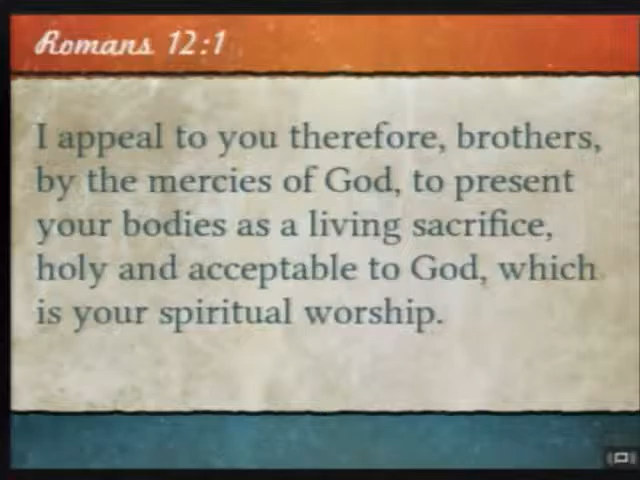 Romans 12:1
I appeal to you therefore, brothers,
by the mercies of God, to present
your bodies as a living sacrifice,
holy and acceptable to God, which
is your spiritual worship.